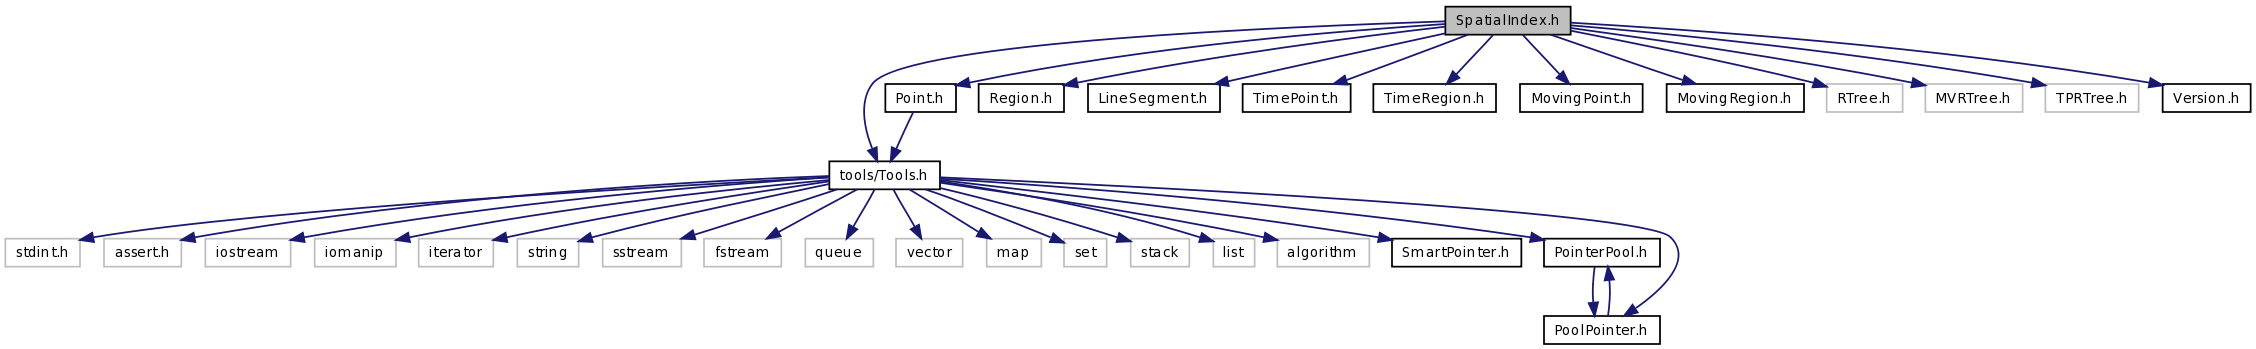 SpatialIndex.h
Point.h
Region.h
LineSegment.h
TimePoint.h
TimeRegion.h
MovingPoint.h
MovingRegion.h
RTree.h
MVRTree.h
TPRTree.h
Version.h
tools/Tools.h
stdint.h
assert.h
iostream
iomanip
iterator
string
sstream
fstream
queue
vector
map
set
stack
list
algorithm
SmartPointer.h
PointerPool.h
PoolPointer.h